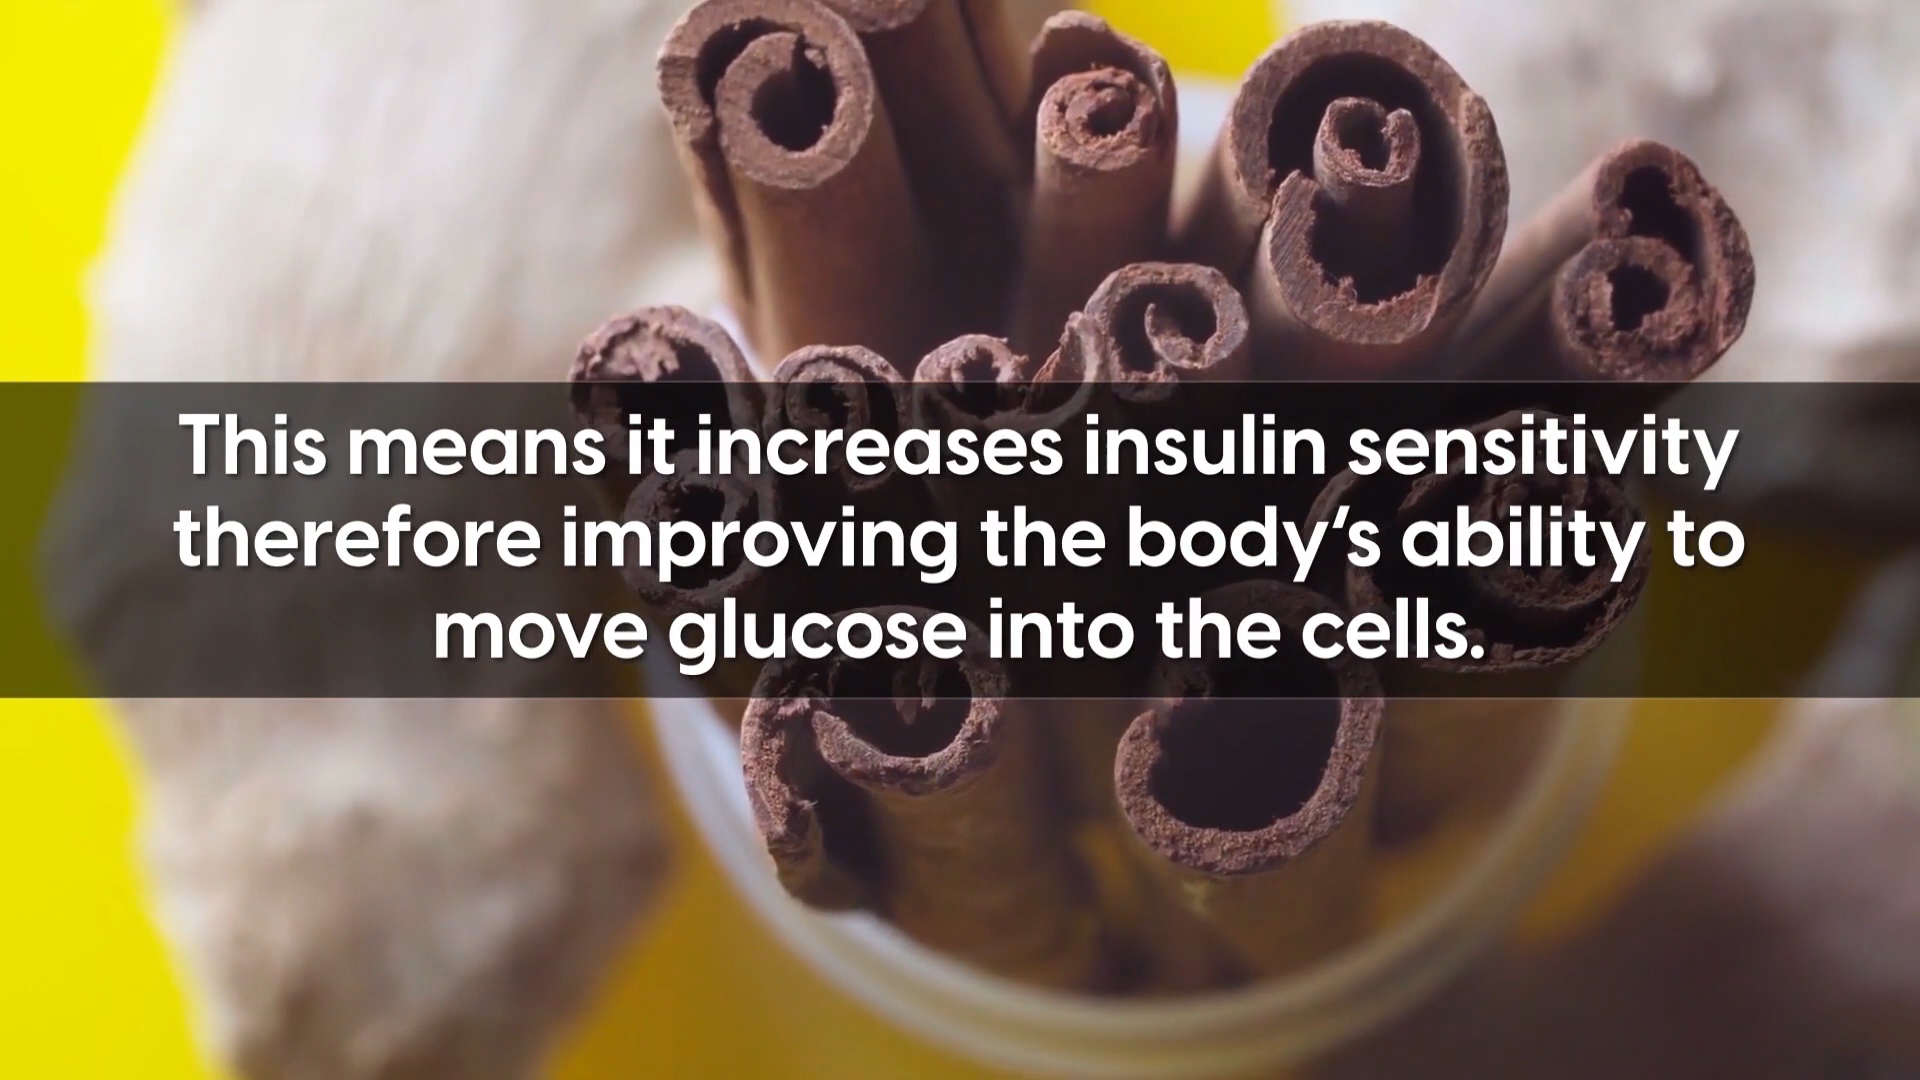 This means it increases insulin sensitivity
therefore improving the body's ability to
move glucose into the cells.